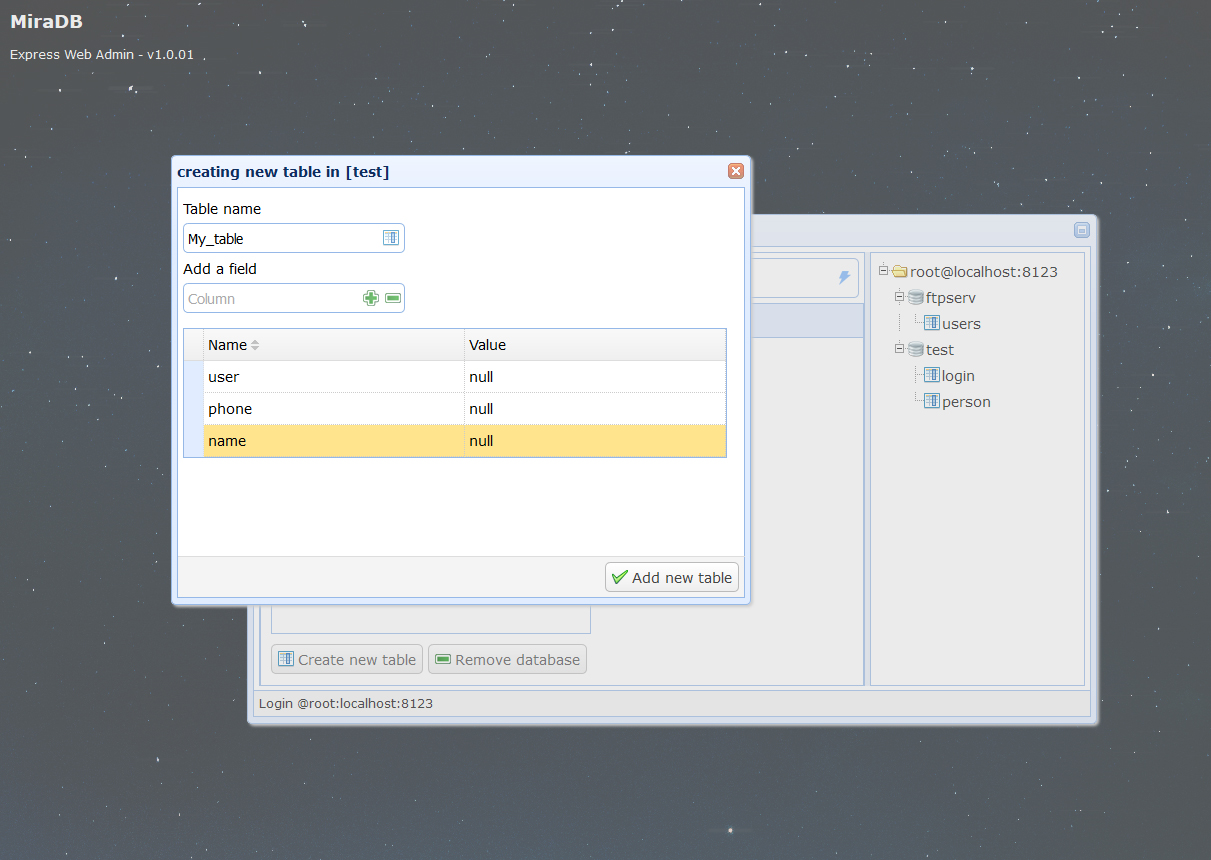 MiraDB
Express Web Admin - v1.0.01
creating new table in [test]
Table name
My_table
Add a field
Column
Name Value
user null
phone null
name null
Add new table
root@localhost:8123
ftpserv
users
test
login
person
Create new table Remove database
Login @root:localhost:8123